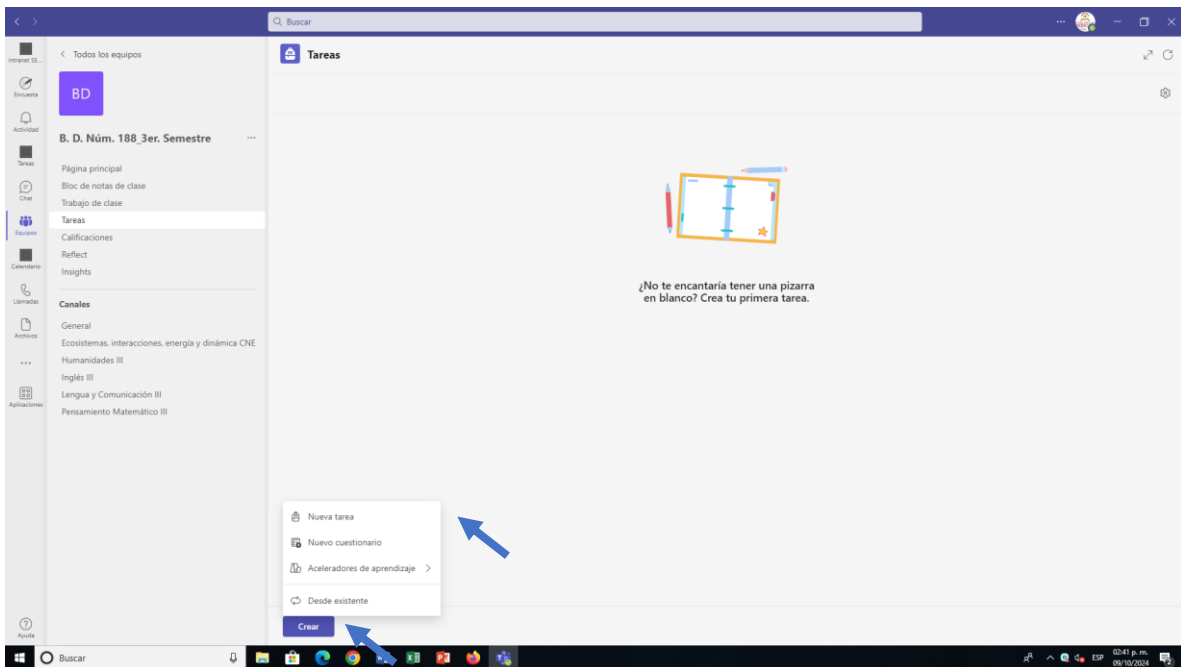 Buscar
Intranet SE...
Encuesta
Actividad
Tareas
Chat
Equipos
Calendario
Llamadas
Archivos
Aplicaciones
Ayuda
Todos los equipos
BD
B. D. Núm. 188_3er. Semestre
Página principal
Bloc de notas de clase
Trabajo de clase
Tareas
Calificaciones
Reflect
Insights
Canales
General
Ecosistemas, interacciones, energía y dinámica CNE
Humanidades III
Inglés III
Lengua y Comunicación III
Pensamiento Matemático III
Tareas
¿No te encantaría tener una pizarra
en blanco? Crea tu primera tarea.
Nueva tarea
Nuevo cuestionario
Aceleradores de aprendizaje
Desde existente
Crear
Buscar
ESP
02:41 p. m.
09/10/2024